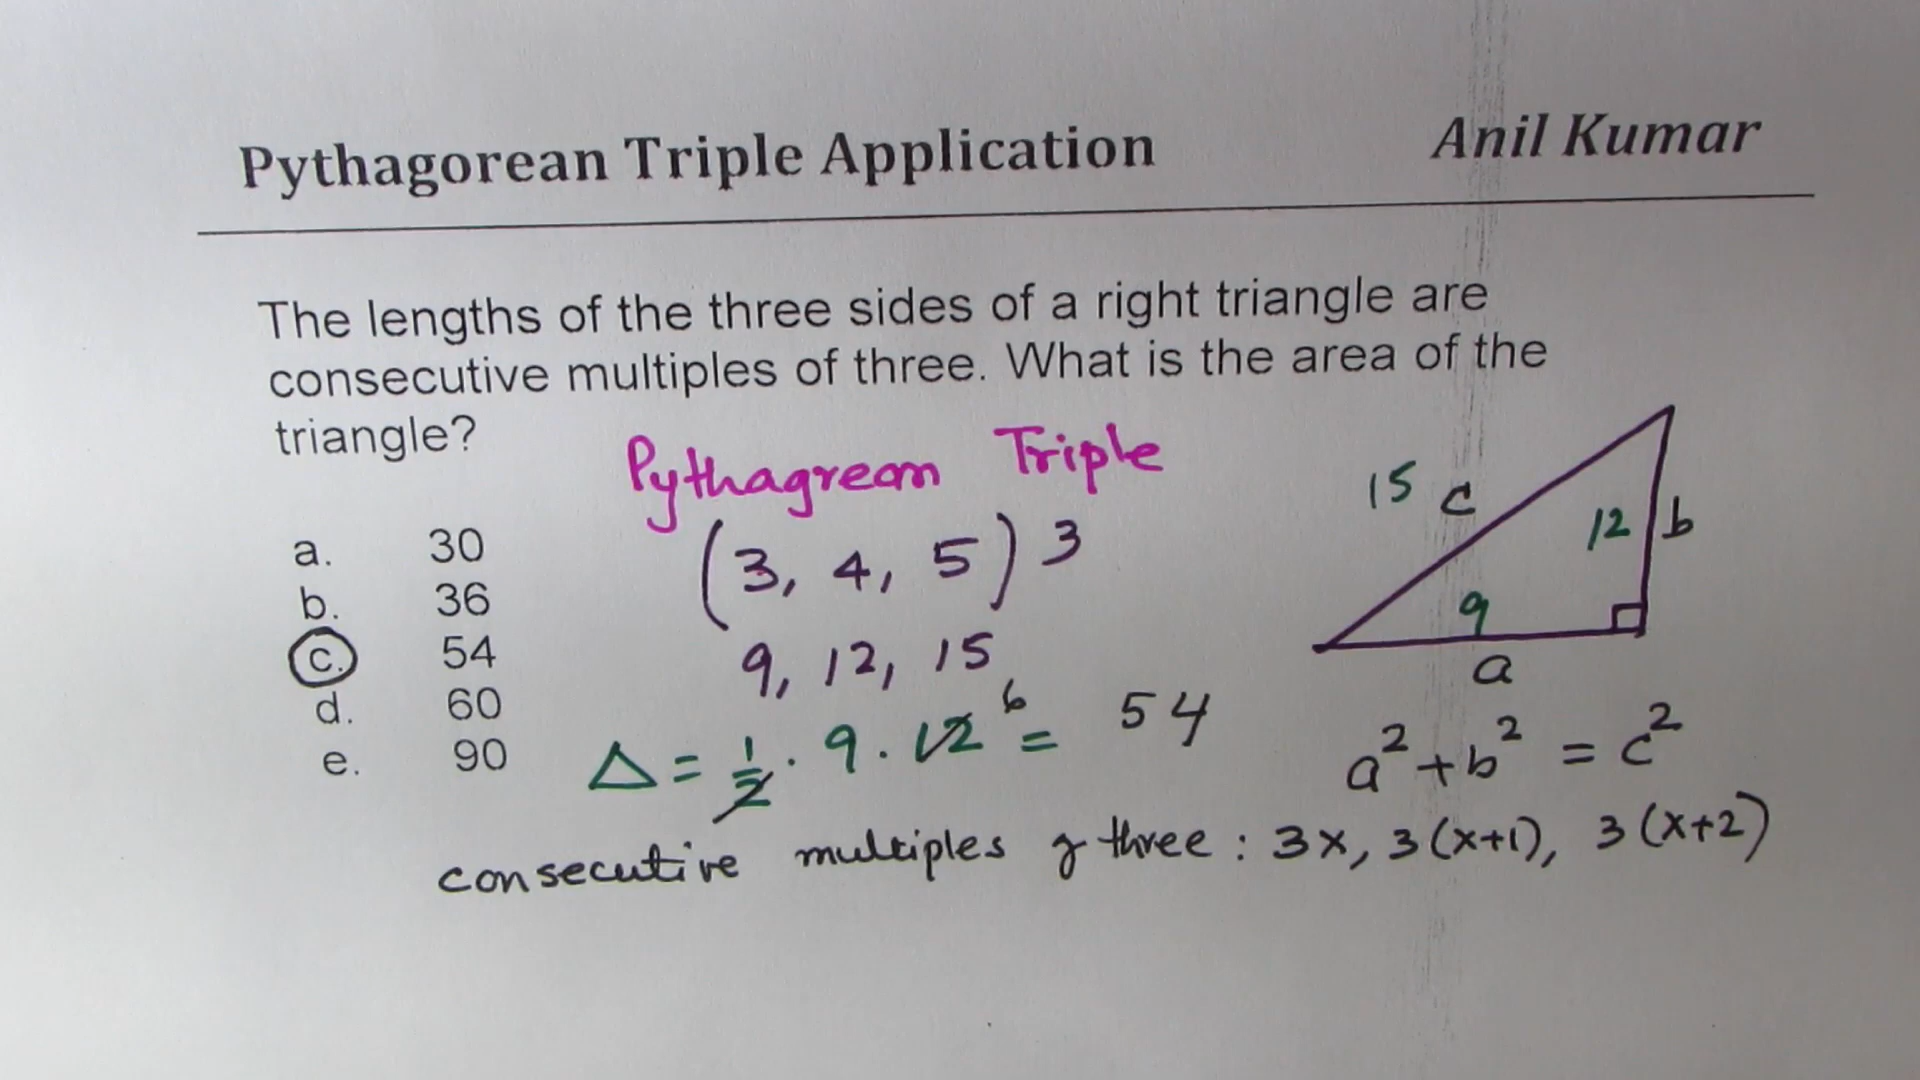 Pythagorean Triple Application
Anil Kumar
The lengths of the three sides of a right triangle are
consecutive multiples of three. What is the area of the
triangle?
Pythagrean Triple
(3, 4, 5) 3
9, 12, 15
a. 30
b. 36
c. 54
d. 60
e. 90
Δ = 1/2 · 9 · 12 6 = 54
15 c
12 b
9
a
a² + b² = c²
consecutive multiples of three : 3x, 3(x+1), 3(x+2)